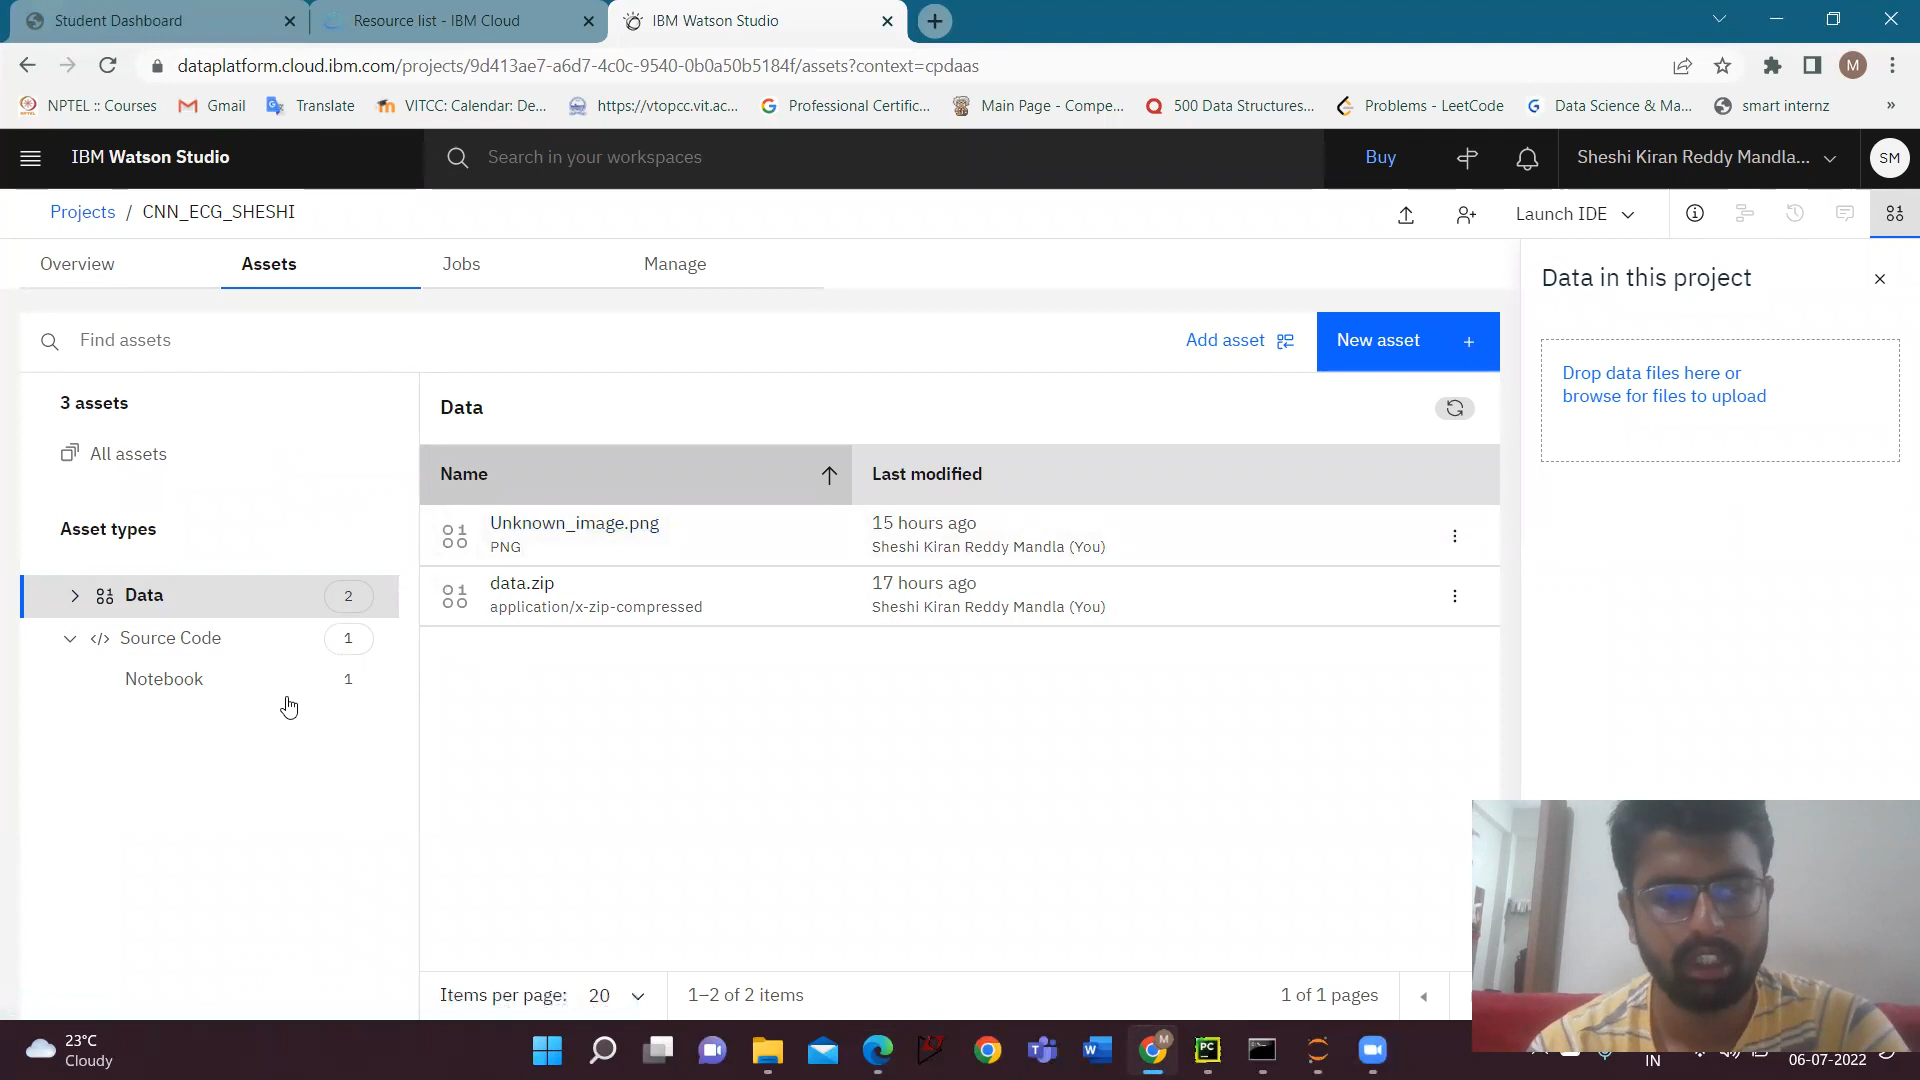 Student Dashboard
Resource list - IBM Cloud
IBM Watson Studio
dataplatform.cloud.ibm.com/projects/9d413ae7-a6d7-4c0c-9540-0b0a50b5184f/assets?context=cpdaas
M
NPTEL :: Courses
Gmail
Translate
VITCC: Calendar: De...
https://vtopcc.vit.ac...
Professional Certific...
Main Page - Compe...
500 Data Structures...
Problems - LeetCode
Data Science & Ma...
smart internz
»
IBM Watson Studio
Search in your workspaces
Buy
Sheshi Kiran Reddy Mandla...
SM
Projects / CNN_ECG_SHESHI
Launch IDE
Overview
Assets
Jobs
Manage
Data in this project
Find assets
Add asset
New asset +
Drop data files here or
browse for files to upload
3 assets
All assets
Asset types
Data 2
Source Code 1
Notebook 1
Data
Name
Last modified
Unknown_image.png
PNG
15 hours ago
Sheshi Kiran Reddy Mandla (You)
data.zip
application/x-zip-compressed
17 hours ago
Sheshi Kiran Reddy Mandla (You)
Items per page: 20
1–2 of 2 items
1 of 1 pages
23°C
Cloudy
IN
06-07-2022